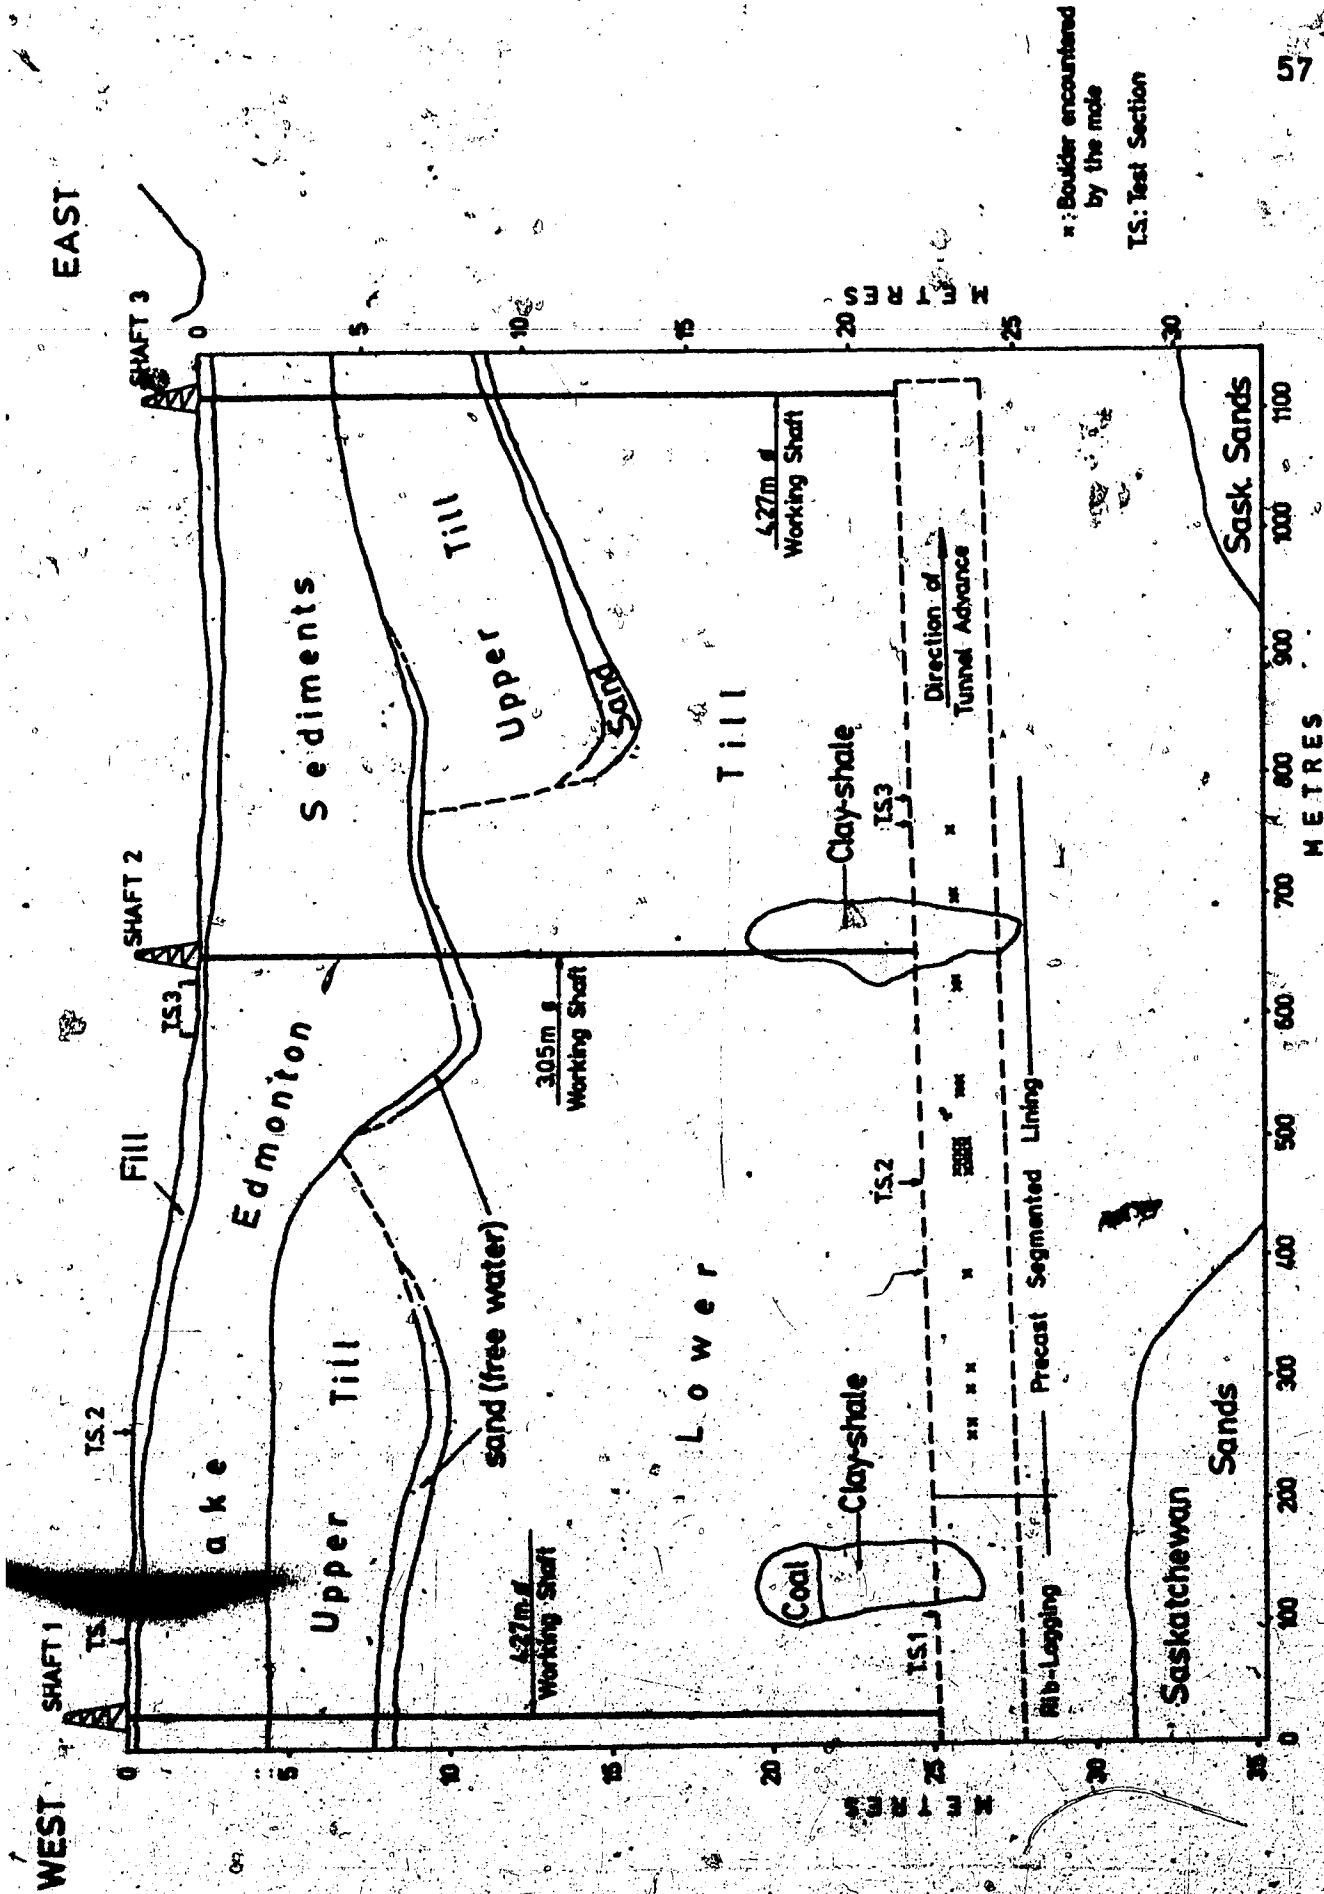 57
WEST
EAST
SHAFT 1
SHAFT 2
SHAFT 3
T.S.
T.S.2
T.S.3
Fill
ake
Edmonton
Sediments
Upper
Till
Upper
Till
Sand
sand (free water)
4.27m ø
Working Shaft
3.05m ø
Working Shaft
4.27m ø
Working Shaft
Lower
Till
Coal
Clay-shale
Clay-shale
T.S.1
T.S.2
T.S.3
Direction of
Tunnel Advance
Rib-Lagging
Precast Segmented Lining
Saskatchewan
Sands
Sask. Sands
0
5
10
15
20
25
30
35
METRES
0
5
10
15
20
25
30
METRES
0
100
200
300
400
500
600
700
800
900
1000
1100
METRES
x : Boulder encountered
by the mole
T.S.: Test Section